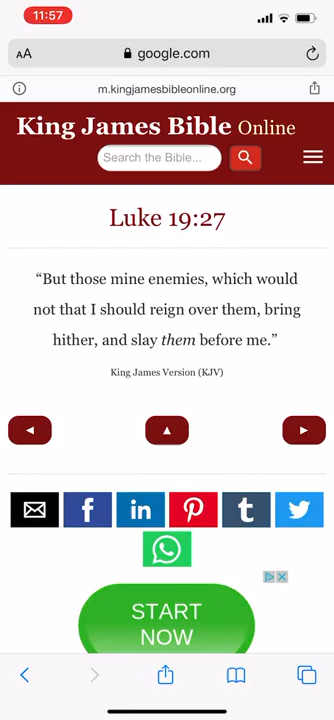 11:57
AA google.com
m.kingjamesbibleonline.org
King James Bible Online
Search the Bible...
Luke 19:27
“But those mine enemies, which would
not that I should reign over them, bring
hither, and slay them before me.”
King James Version (KJV)
START
NOW